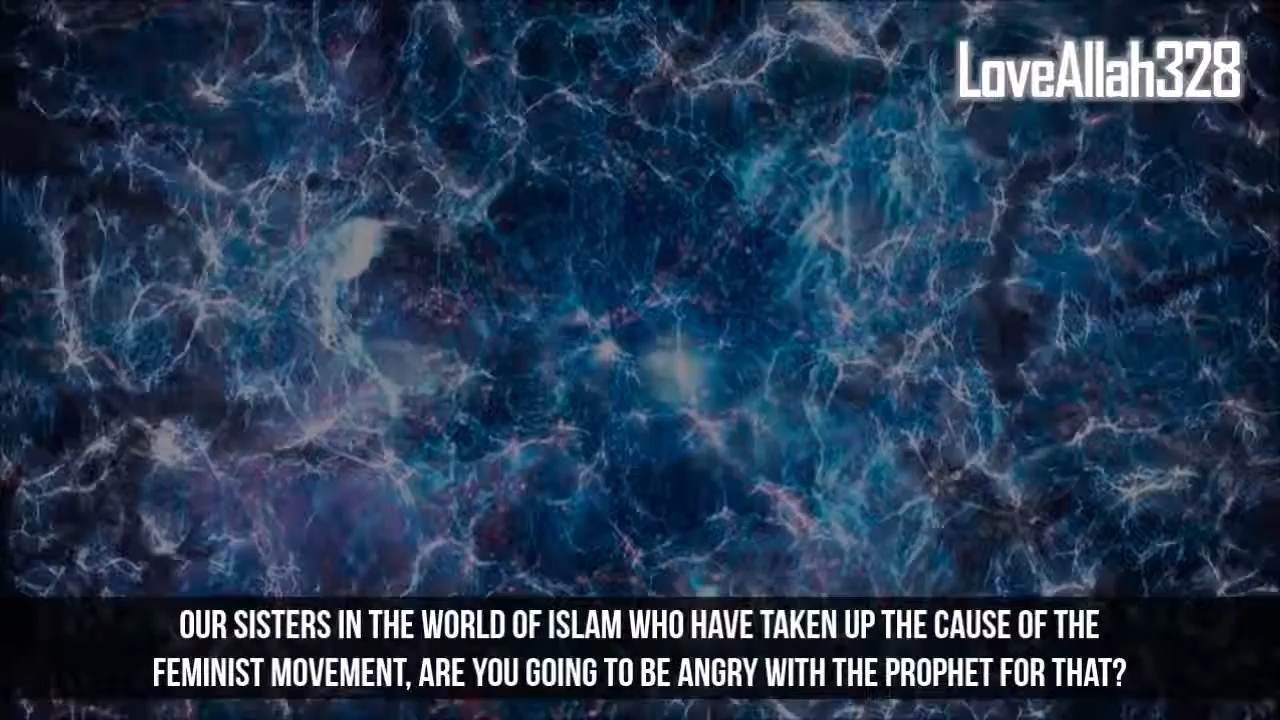 LoveAllah328
OUR SISTERS IN THE WORLD OF ISLAM WHO HAVE TAKEN UP THE CAUSE OF THE
FEMINIST MOVEMENT, ARE YOU GOING TO BE ANGRY WITH THE PROPHET FOR THAT?